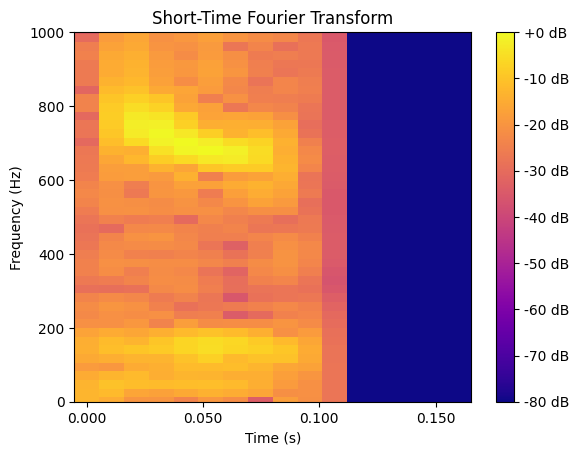 Short-Time Fourier Transform
1000
800
600
400
200
0
Frequency (Hz)
0.000
0.050
0.100
0.150
Time (s)
+0 dB
-10 dB
-20 dB
-30 dB
-40 dB
-50 dB
-60 dB
-70 dB
-80 dB